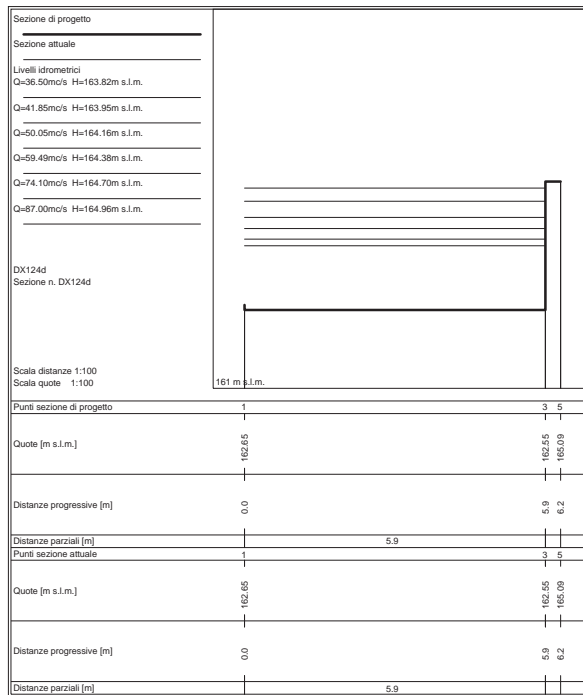 Sezione di progetto
Sezione attuale
Livelli idrometrici
Q=36.50mc/s H=163.82m s.l.m.
Q=41.85mc/s H=163.95m s.l.m.
Q=50.05mc/s H=164.16m s.l.m.
Q=59.49mc/s H=164.38m s.l.m.
Q=74.10mc/s H=164.70m s.l.m.
Q=87.00mc/s H=164.96m s.l.m.
DX124d
Sezione n. DX124d
Scala distanze 1:100
Scala quote 1:100
161 m s.l.m.
Punti sezione di progetto 1 3 5
Quote [m s.l.m.] 162.65 162.55 165.09
Distanze progressive [m] 0.0 5.9 6.2
Distanze parziali [m] 5.9
Punti sezione attuale 1 3 5
Quote [m s.l.m.] 162.65 162.55 165.09
Distanze progressive [m] 0.0 5.9 6.2
Distanze parziali [m] 5.9